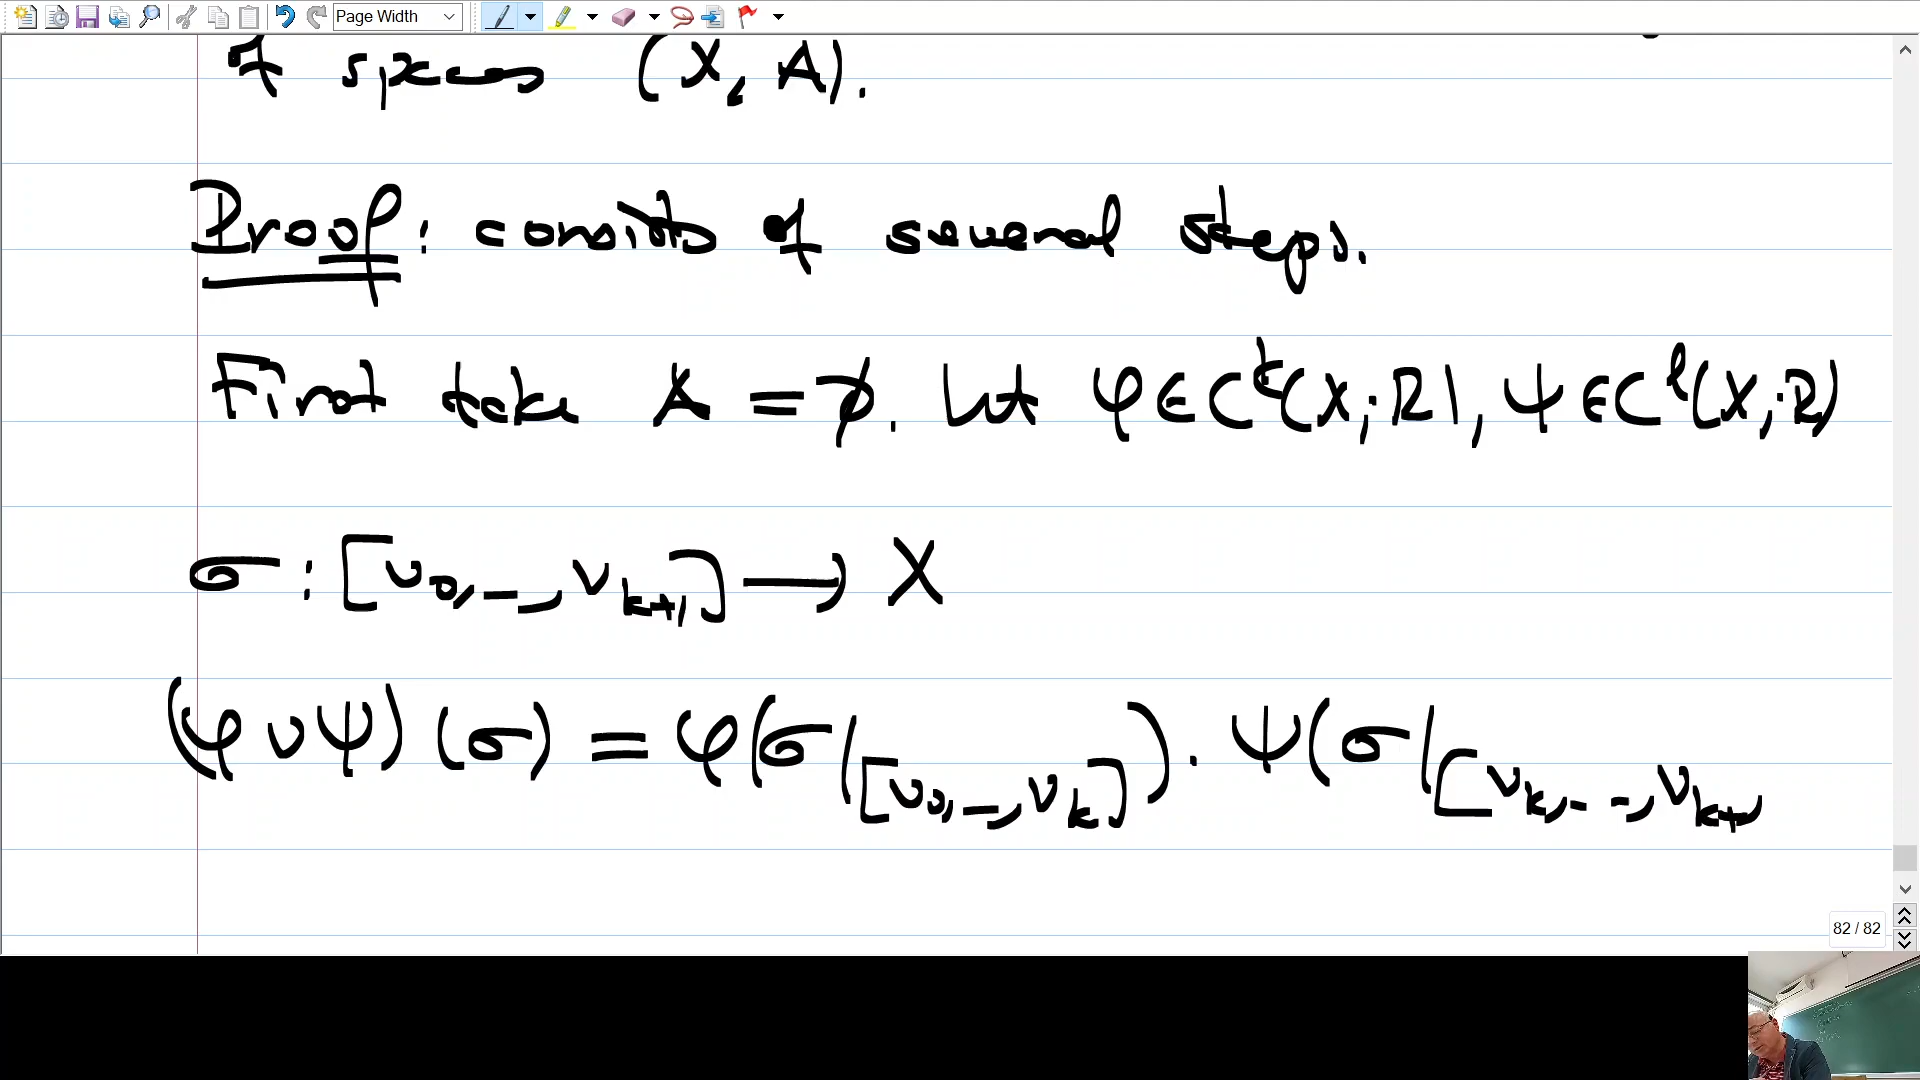 Page Width
of spaces (X, A).
Proof: consists of several steps.
First take A = ∅. Let φ∈C^k(X;R), ψ∈C^l(X;R)
σ: [v_0, –, v_{k+l}] → X
(φ∪ψ)(σ) = φ(σ|_{[v_0, –, v_k]}) · ψ(σ|_{[v_k, - -, v_{k+l}
82 / 82